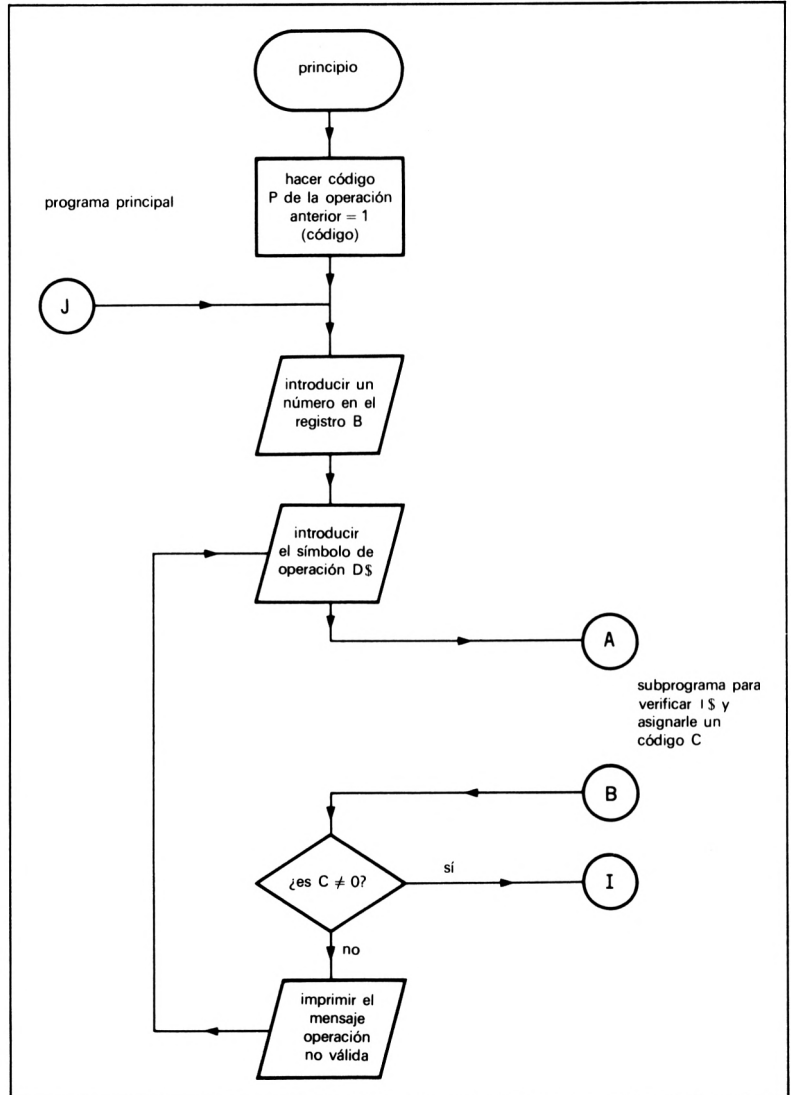 principio
hacer código
P de la operación
anterior = 1
(código)
programa principal
J
introducir un
número en el
registro B
introducir
el símbolo de
operación D$
A
subprograma para
verificar I $ y
asignarle un
código C
B
¿es C ≠ 0?
sí
I
no
imprimir el
mensaje
operación
no válida